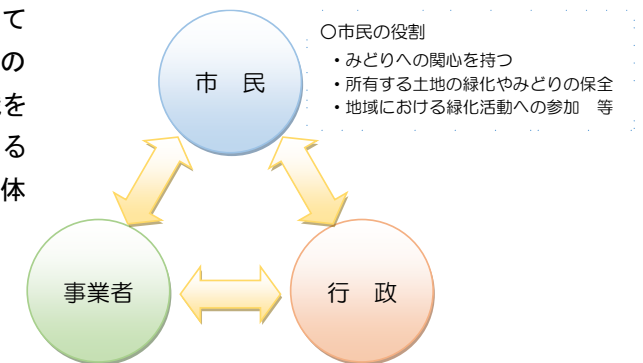 て
の
を
る
体
市　民
〇市民の役割
・みどりへの関心を持つ
・所有する土地の緑化やみどりの保全
・地域における緑化活動への参加　等
事業者
行　政